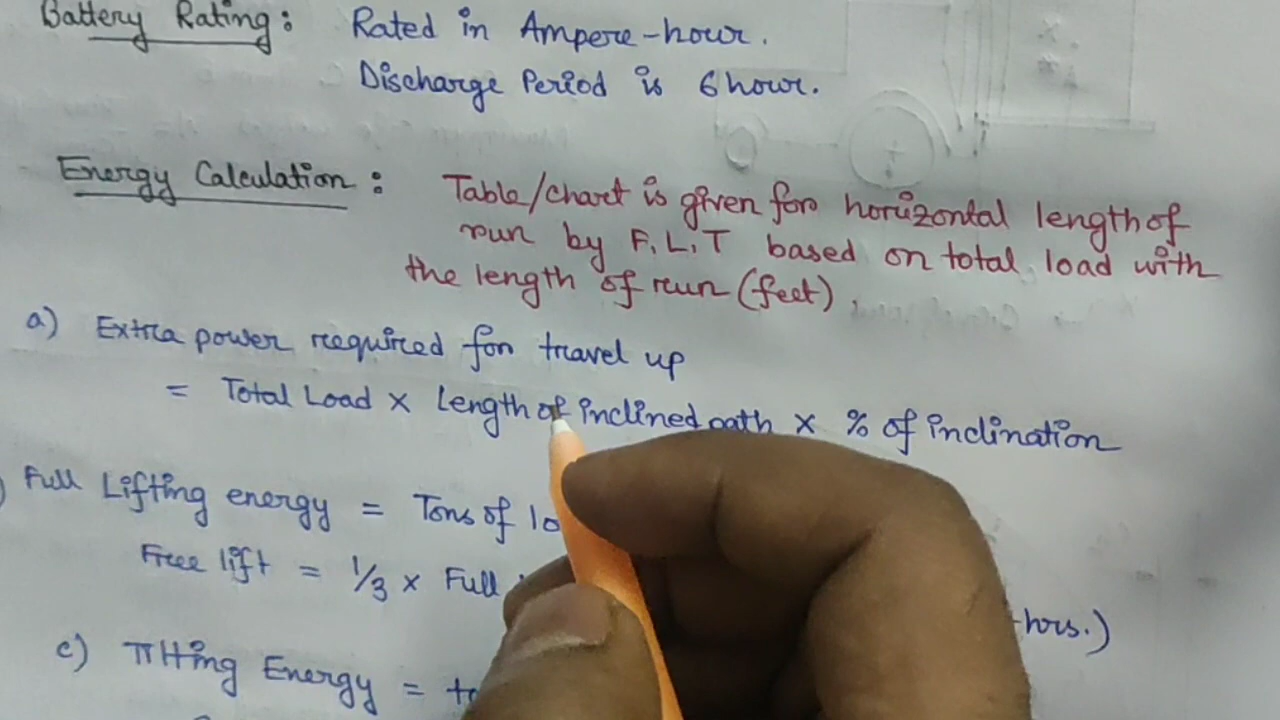 Battery Rating: Rated in Ampere-hour.
Discharge Period is 6 hour.
Energy Calculation: Table/chart is given for horizontal length of
run by F.L.T based on total load with
the length of run (feet),
a) Extra power required for travel up
= Total Load × Length of inclined path × % of inclination
) Full Lifting energy = Tons of lo
Free lift = 1/3 × Full
-hrs.)
c) Tilting Energy =